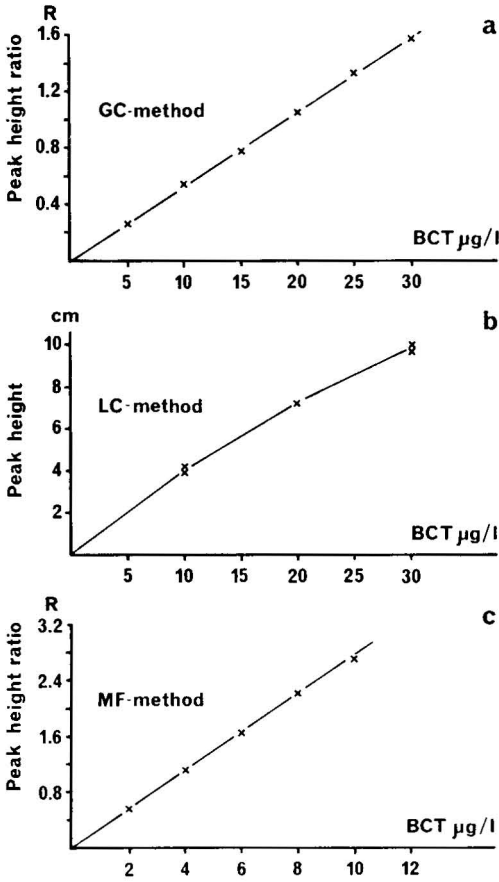 R
a
1.6
1.2
0.8
0.4
Peak height ratio
GC-method
BCT µg/l
5 10 15 20 25 30
cm
b
10
8
6
4
2
Peak height
LC-method
BCT µg/l
5 10 15 20 25 30
R
c
3.2
2.4
1.6
0.8
Peak height ratio
MF-method
BCT µg/l
2 4 6 8 10 12